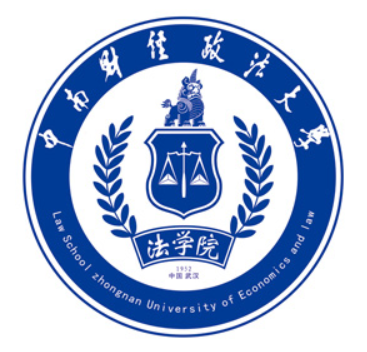 中南财经政法大学
法学院
1952
中国 武汉
Law School zhongnan University of Economics and law